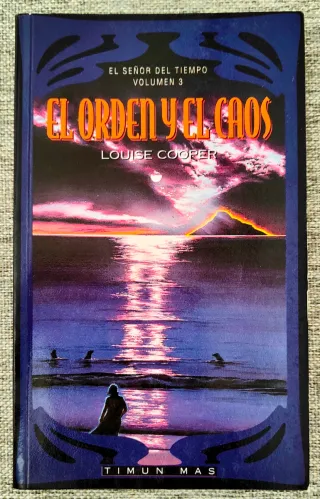 EL SEÑOR DEL TIEMPO
VOLUMEN 3
EL ORDEN Y EL CAOS
LOUISE COOPER
TIMUN MAS